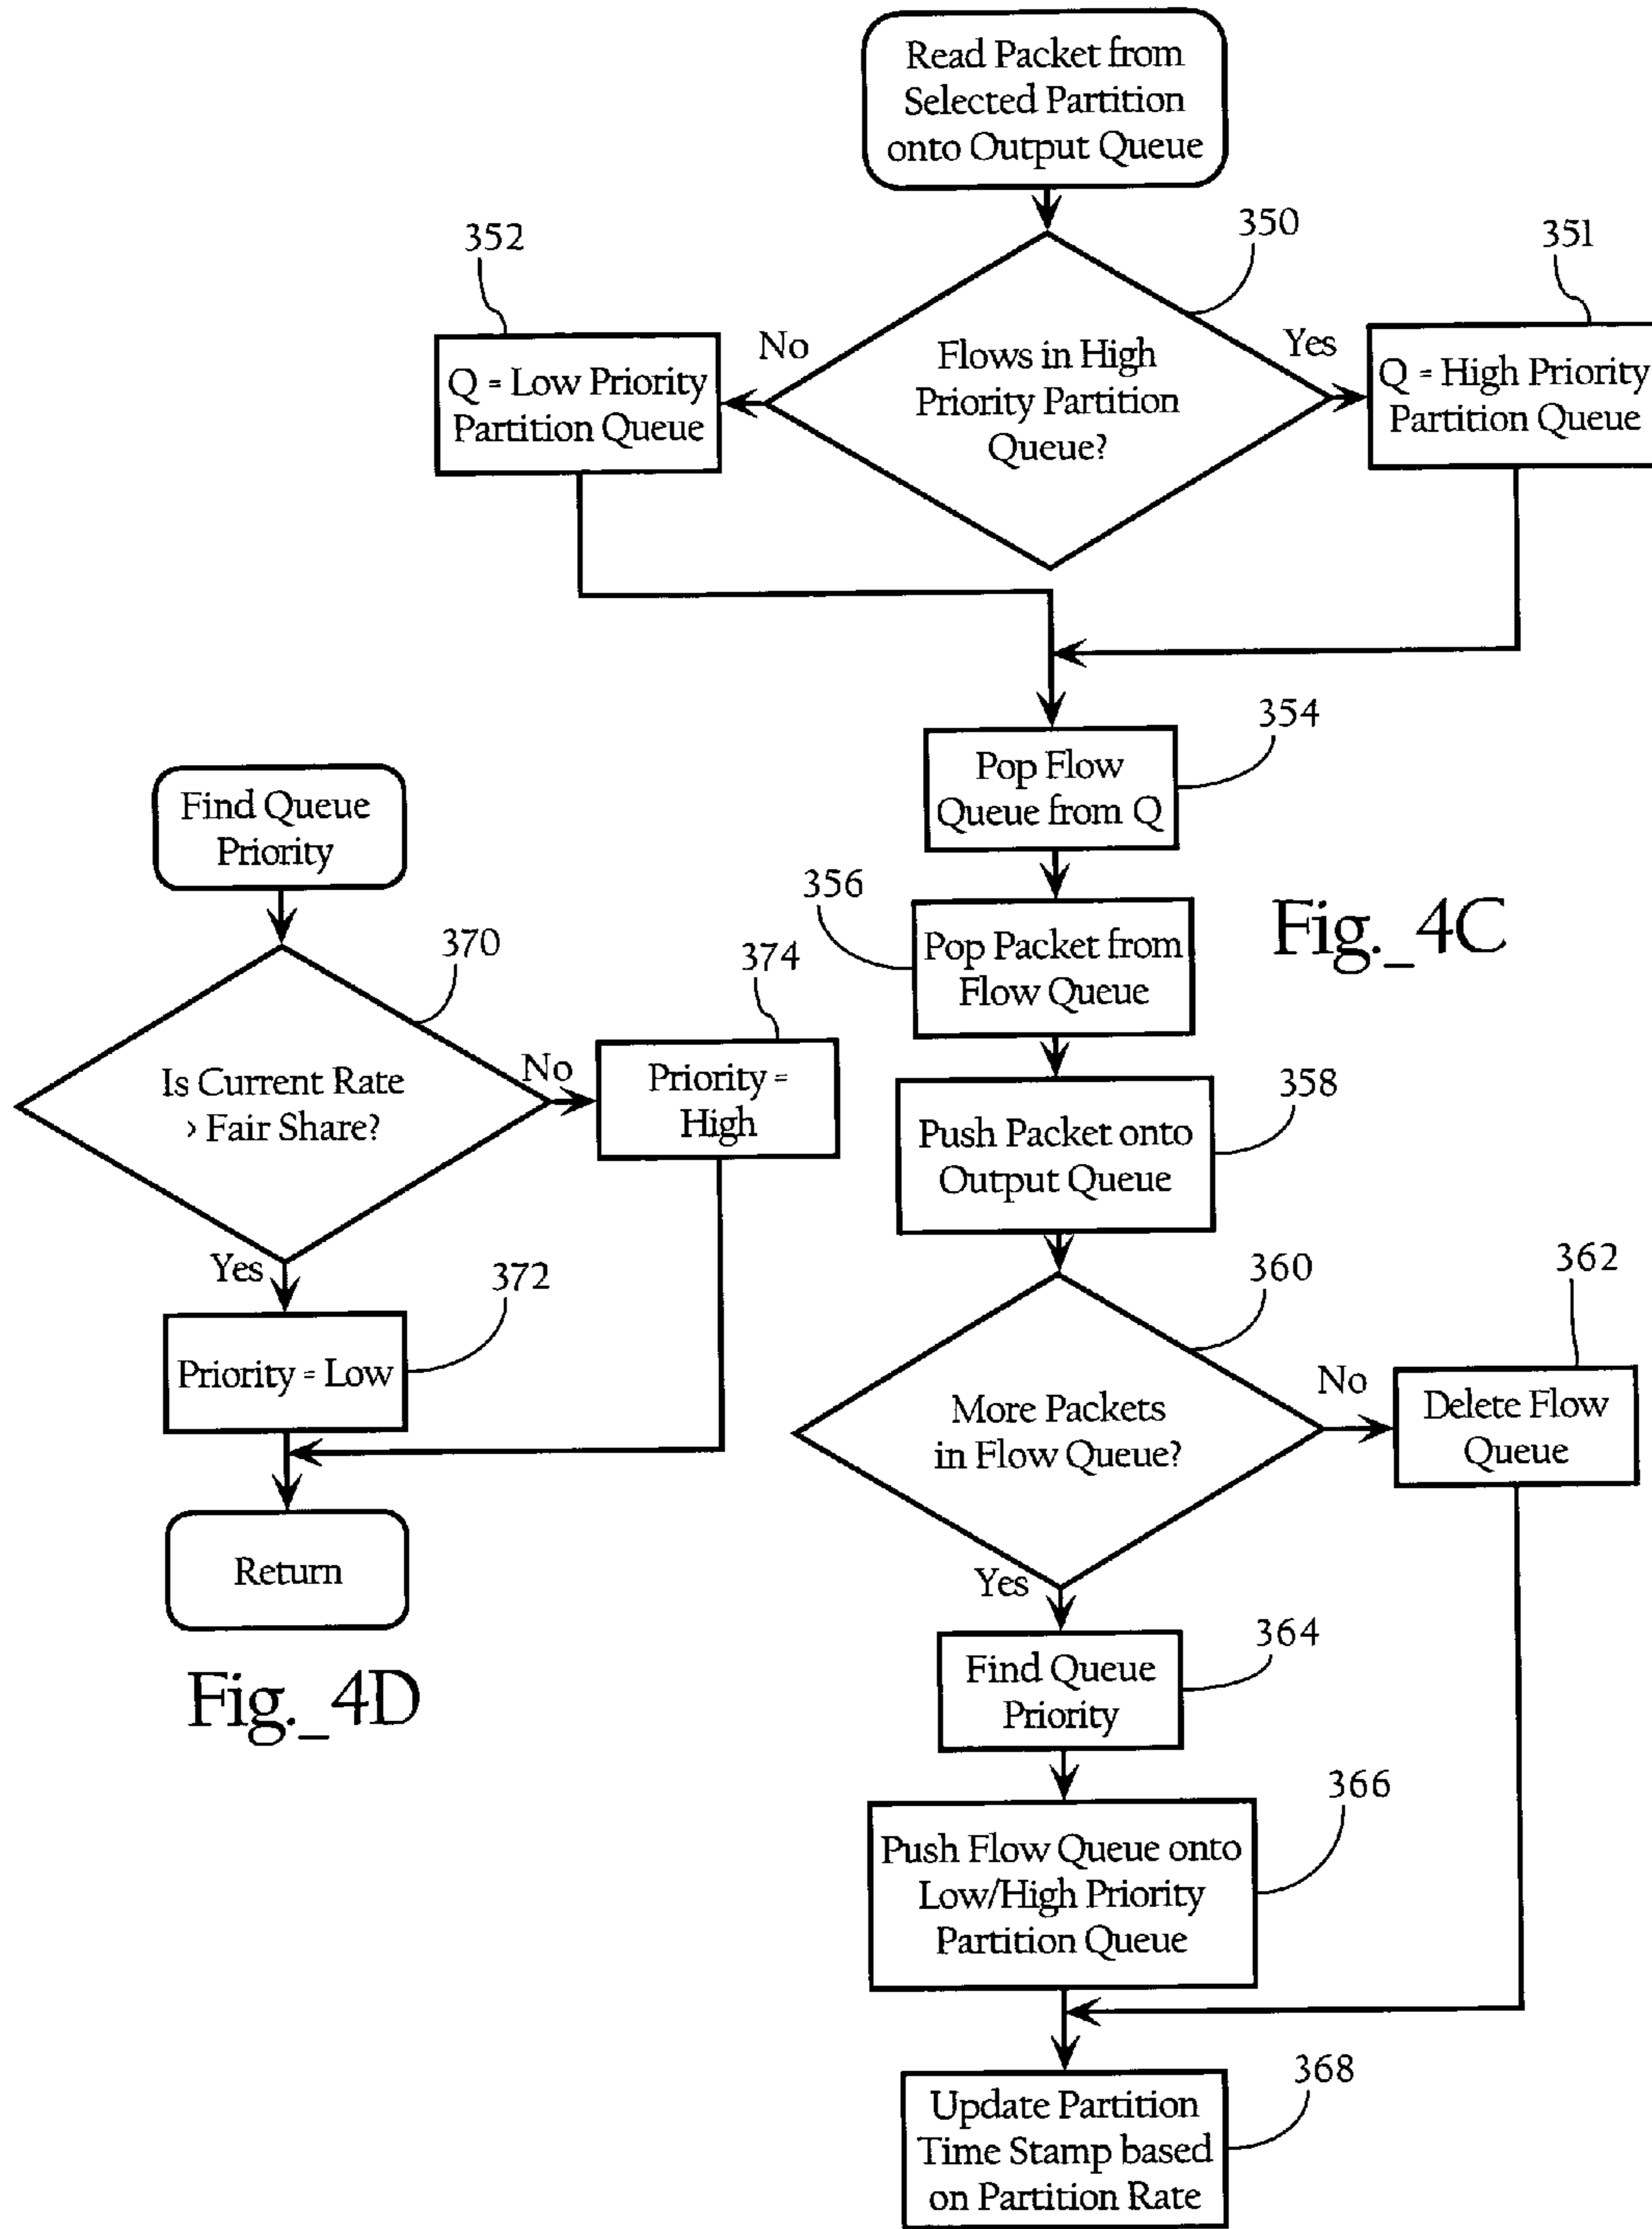 Read Packet from
Selected Partition
onto Output Queue
350
352
351
No
Yes
Flows in High
Priority Partition
Queue?
Q = Low Priority
Partition Queue
Q = High Priority
Partition Queue
354
Pop Flow
Queue from Q
356
Pop Packet from
Flow Queue
Fig._4C
358
Push Packet onto
Output Queue
360
362
More Packets
in Flow Queue?
No
Delete Flow
Queue
Yes
364
Find Queue
Priority
366
Push Flow Queue onto
Low/High Priority
Partition Queue
368
Update Partition
Time Stamp based
on Partition Rate
Find Queue
Priority
370
374
Is Current Rate
> Fair Share?
No
Priority =
High
Yes
372
Priority = Low
Return
Fig._4D